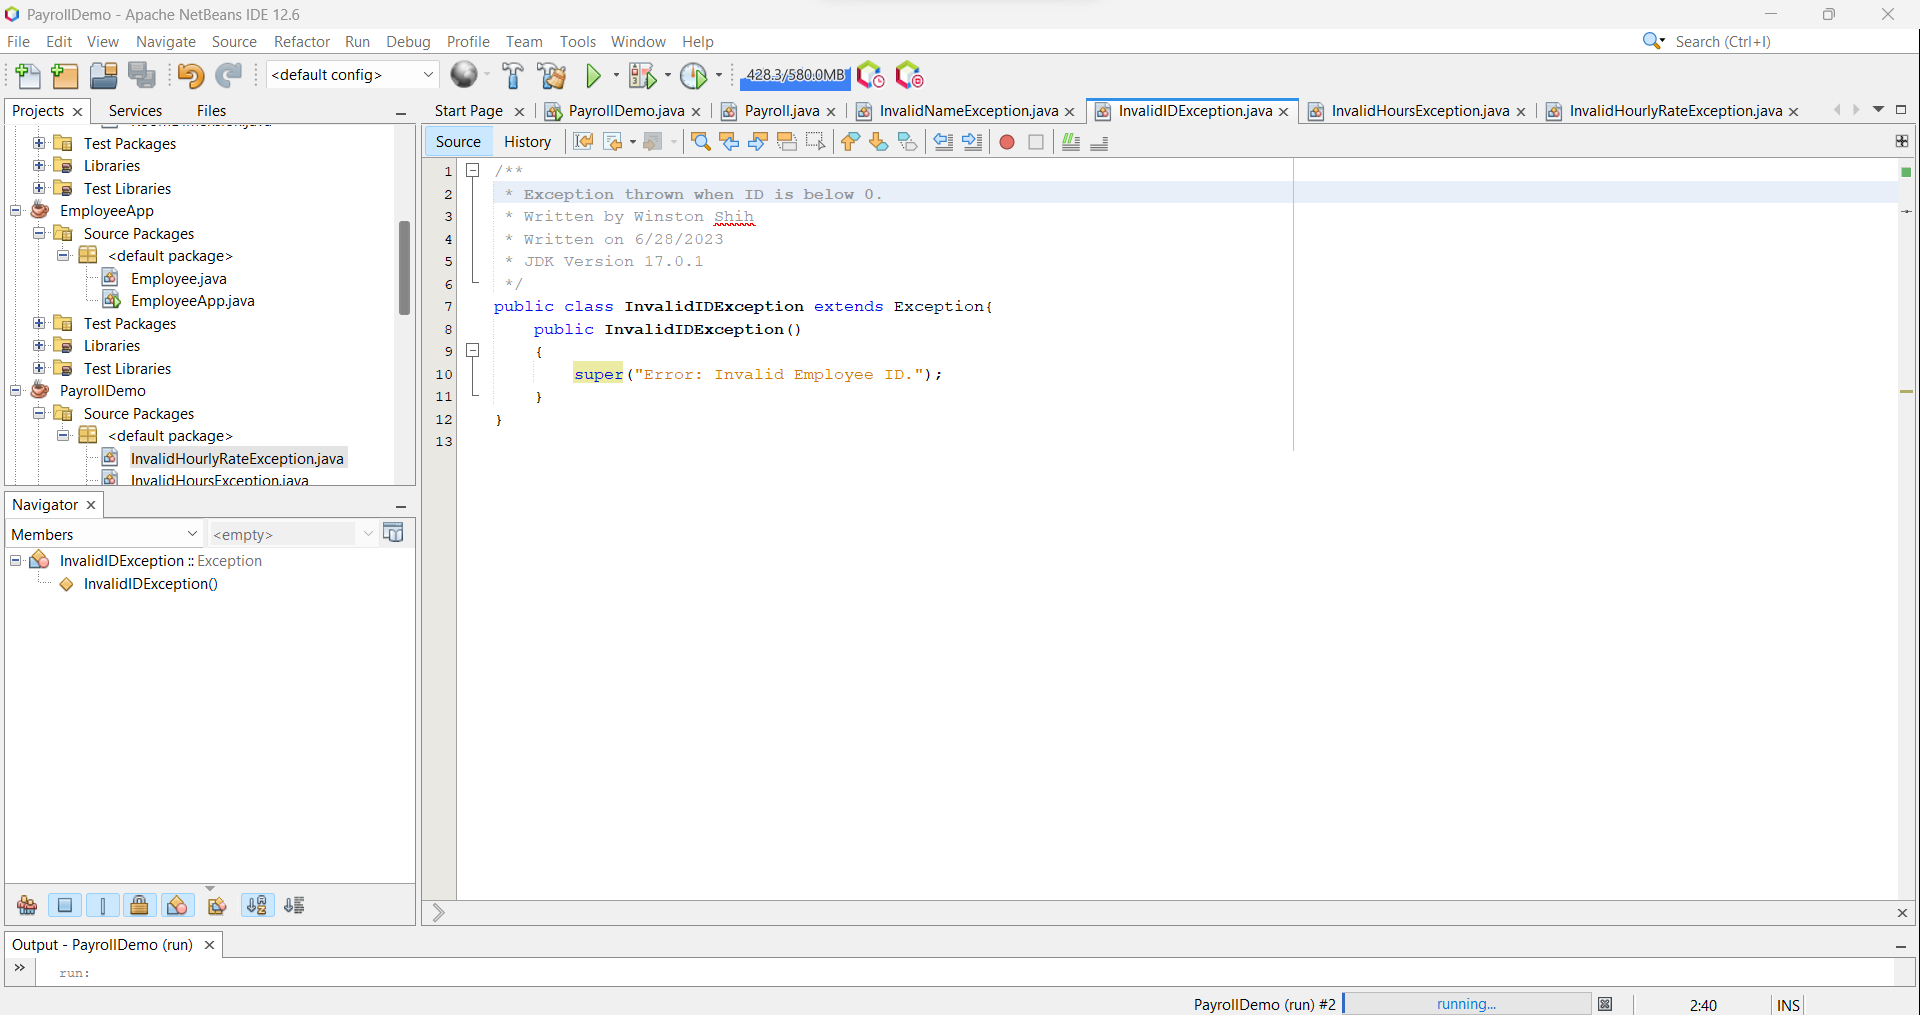 PayrollDemo - Apache NetBeans IDE 12.6
File Edit View Navigate Source Refactor Run Debug Profile Team Tools Window Help
Search (Ctrl+I)
<default config>
428.3/580.0MB
Projects Services Files
Test Packages
Libraries
Test Libraries
EmployeeApp
Source Packages
<default package>
Employee.java
EmployeeApp.java
Test Packages
Libraries
Test Libraries
PayrollDemo
Source Packages
<default package>
InvalidHourlyRateException.java
InvalidHoursException.java
Navigator
Members <empty>
InvalidIDException :: Exception
InvalidIDException()
Start Page PayrollDemo.java Payroll.java InvalidNameException.java InvalidIDException.java InvalidHoursException.java InvalidHourlyRateException.java
Source History
1 /**
2 * Exception thrown when ID is below 0.
3 * Written by Winston Shih
4 * Written on 6/28/2023
5 * JDK Version 17.0.1
6 */
7 public class InvalidIDException extends Exception{
8 public InvalidIDException()
9 {
10 super("Error: Invalid Employee ID.");
11 }
12 }
13
Output - PayrollDemo (run)
run:
PayrollDemo (run) #2 running... 2:40 INS